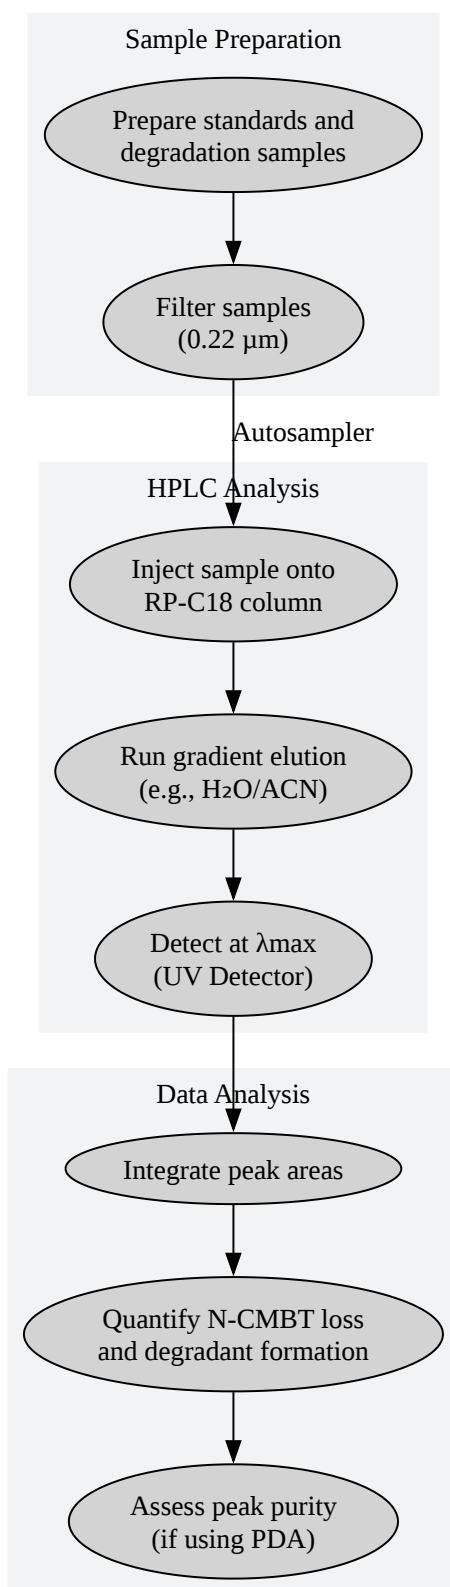 Sample Preparation
Prepare standards and
degradation samples
Filter samples
(0.22 µm)
Autosampler
HPLC Analysis
Inject sample onto
RP-C18 column
Run gradient elution
(e.g., H₂O/ACN)
Detect at λmax
(UV Detector)
Data Analysis
Integrate peak areas
Quantify N-CMBT loss
and degradant formation
Assess peak purity
(if using PDA)